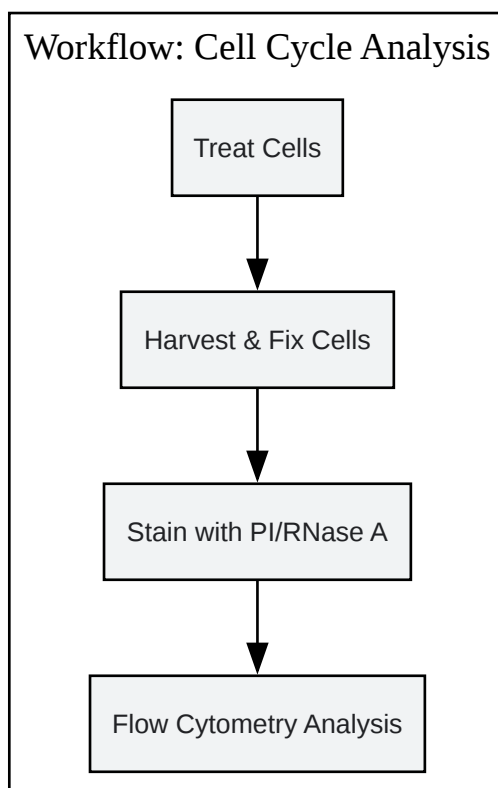 Workflow: Cell Cycle Analysis
Treat Cells
Harvest & Fix Cells
Stain with PI/RNase A
Flow Cytometry Analysis